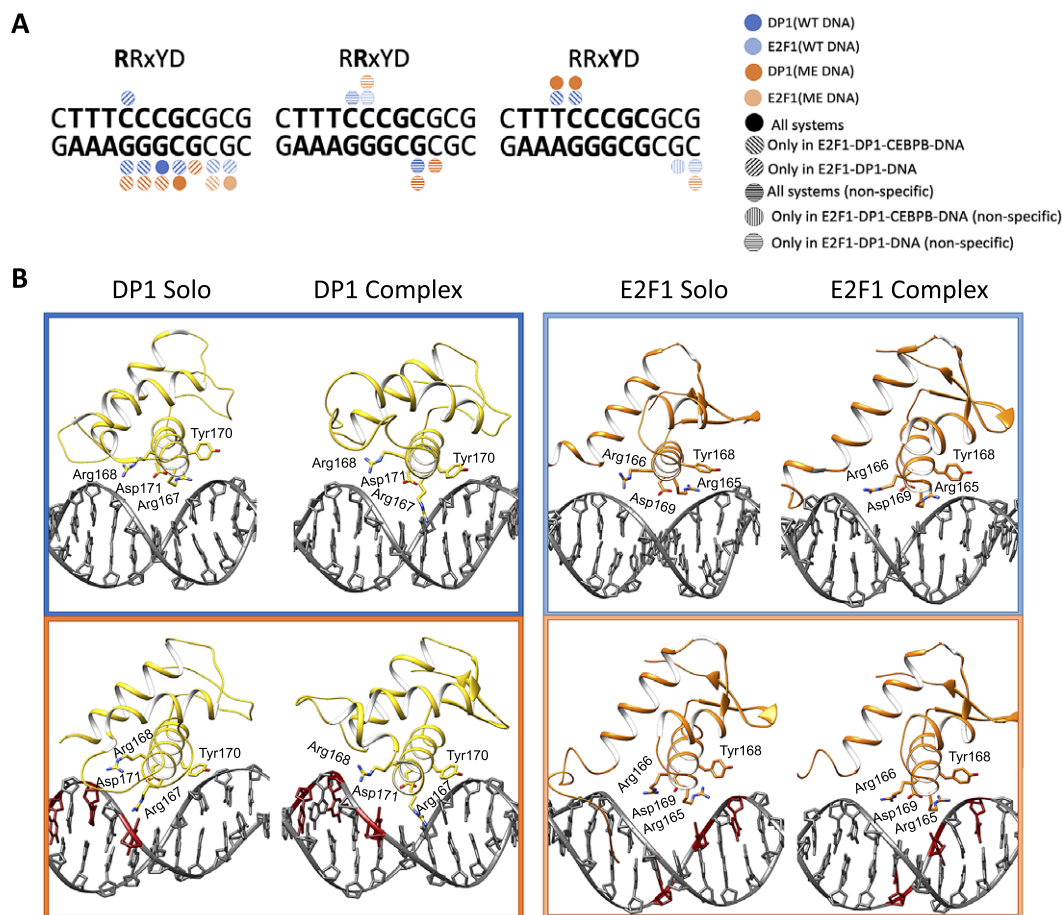 A
RRxYD
RRxYD
RRxYD
CTTTCCCGCGCG
GAAAGGGCGCGC
CTTTCCCGCGCG
GAAAGGGCGCGC
CTTTCCCGCGCG
GAAAGGGCGCGC
DP1(WT DNA)
E2F1(WT DNA)
DP1(ME DNA)
E2F1(ME DNA)
All systems
Only in E2F1-DP1-CEBPB-DNA
Only in E2F1-DP1-DNA
All systems (non-specific)
Only in E2F1-DP1-CEBPB-DNA (non-specific)
Only in E2F1-DP1-DNA (non-specific)
B
DP1 Solo
DP1 Complex
E2F1 Solo
E2F1 Complex
Tyr170
Arg168
Asp171
Arg167
Tyr170
Arg168
Asp171
Arg167
Tyr168
Arg166
Arg165
Asp169
Tyr168
Arg166
Arg165
Asp169
Arg168
Tyr170
Asp171
Arg167
Arg168
Tyr170
Asp171
Arg167
Tyr168
Arg166
Asp169
Arg165
Tyr168
Arg166
Asp169
Arg165